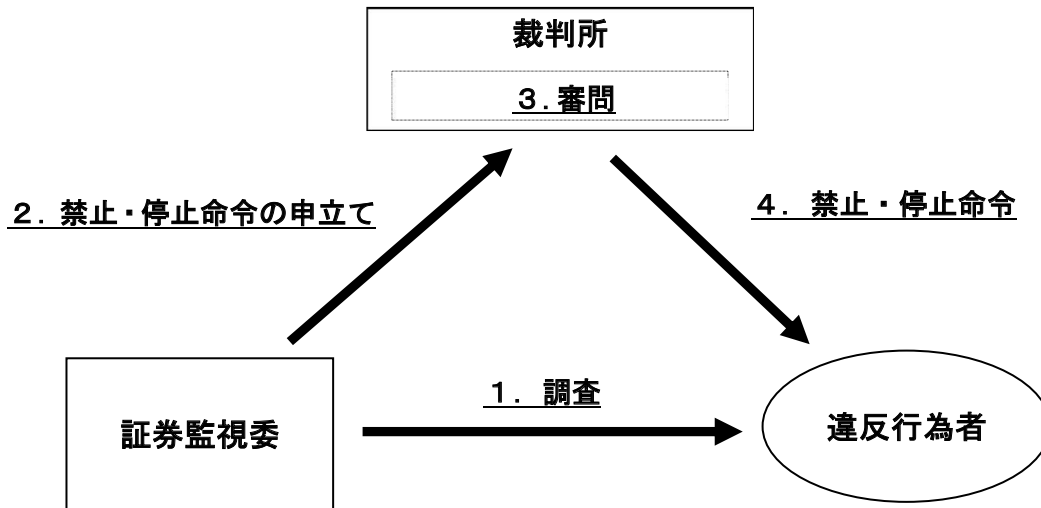 裁判所
３．審問
２．禁止・停止命令の申立て
４．禁止・停止命令
１．調査
証券監視委
違反行為者